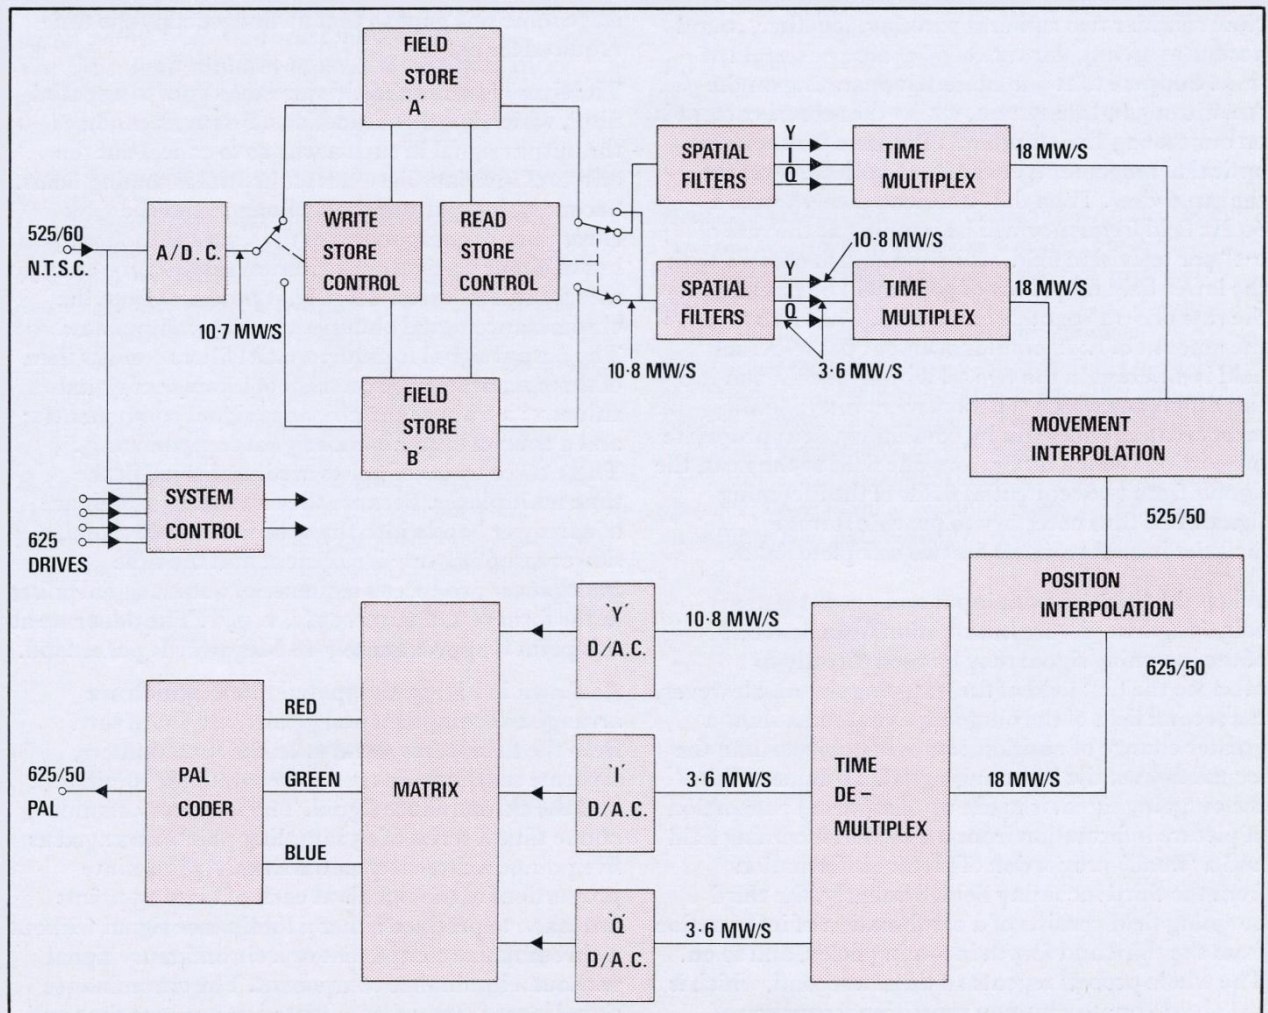 FIELD
STORE
`A´
SPATIAL
FILTERS
Y
I
Q
TIME
MULTIPLEX
18 MW/S
525/60
N.T.S.C.
A/D.C.
10·7 MW/S
WRITE
STORE
CONTROL
READ
STORE
CONTROL
10·8 MW/S
SPATIAL
FILTERS
Y
I
Q
TIME
MULTIPLEX
18 MW/S
10·8 MW/S
3·6 MW/S
FIELD
STORE
`B´
MOVEMENT
INTERPOLATION
525/50
SYSTEM
CONTROL
625
DRIVES
POSITION
INTERPOLATION
625/50
`Y´
D/A.C.
10·8 MW/S
TIME
DE –
MULTIPLEX
18 MW/S
`I´
D/A.C.
3·6 MW/S
`Q´
D/A.C.
3·6 MW/S
MATRIX
RED
GREEN
BLUE
PAL
CODER
625/50
PAL